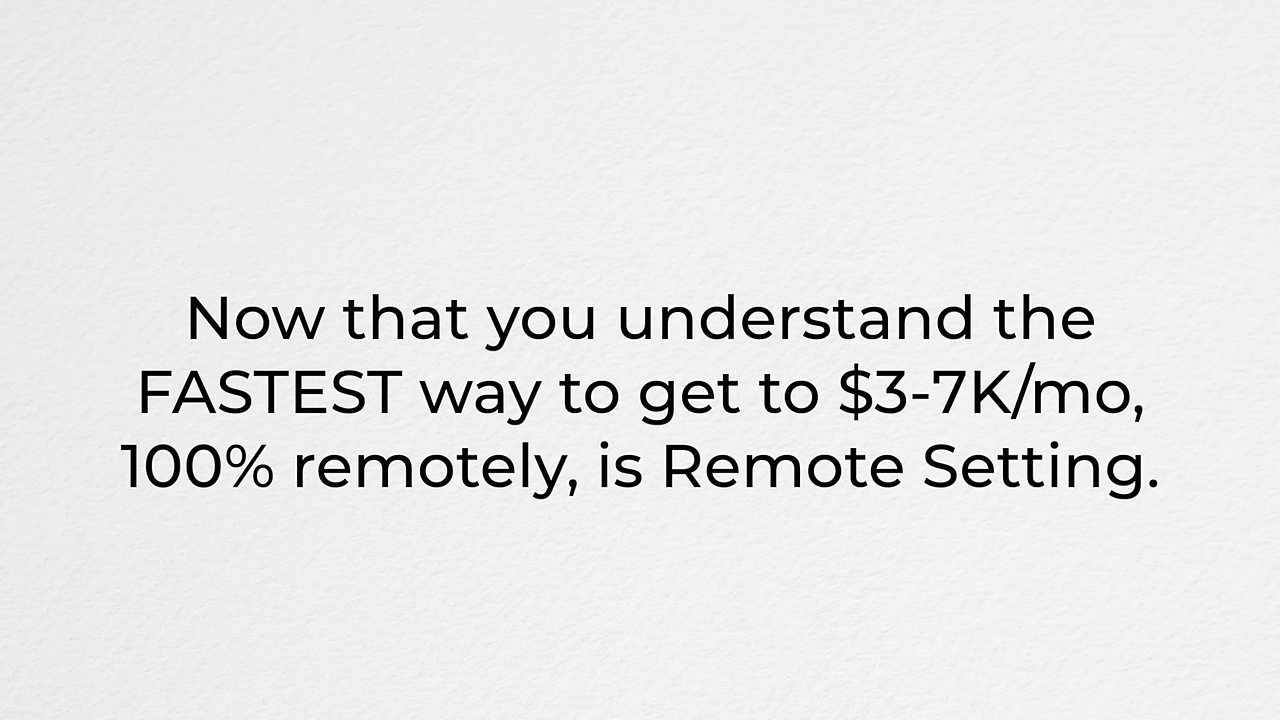 Now that you understand the
FASTEST way to get to $3-7K/mo,
100% remotely, is Remote Setting.